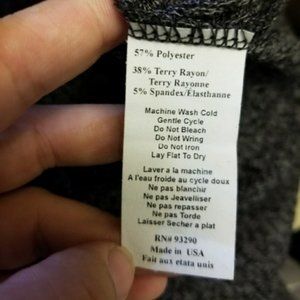 57% Polyester
38% Terry Rayon/
Terry Rayonne
5% Spandex/Elasthanne
Machine Wash Cold
Gentle Cycle
Do Not Bleach
Do Not Wring
Do Not Iron
Lay Flat To Dry
Laver a la machine
A l'eau froide au cycle doux
Ne pas blanchir
Ne pas Jeavelliser
Ne pas repasser
Ne pas Torde
Laisser Secher a plat
RN# 93290
Made in USA
Fait aux etata unis